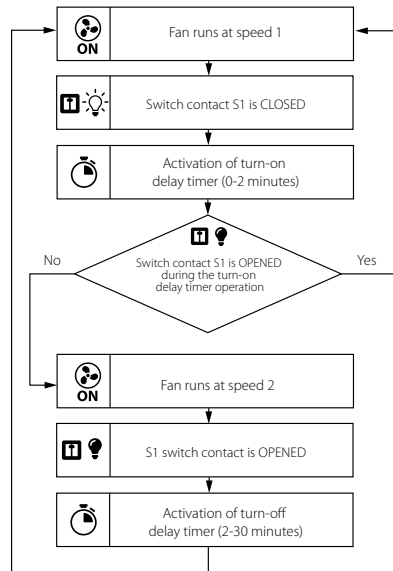 ON
Fan runs at speed 1
Switch contact S1 is CLOSED
Activation of turn-on
delay timer (0-2 minutes)
Switch contact S1 is OPENED
during the turn-on
delay timer operation
No
Yes
ON
Fan runs at speed 2
S1 switch contact is OPENED
Activation of turn-off
delay timer (2-30 minutes)